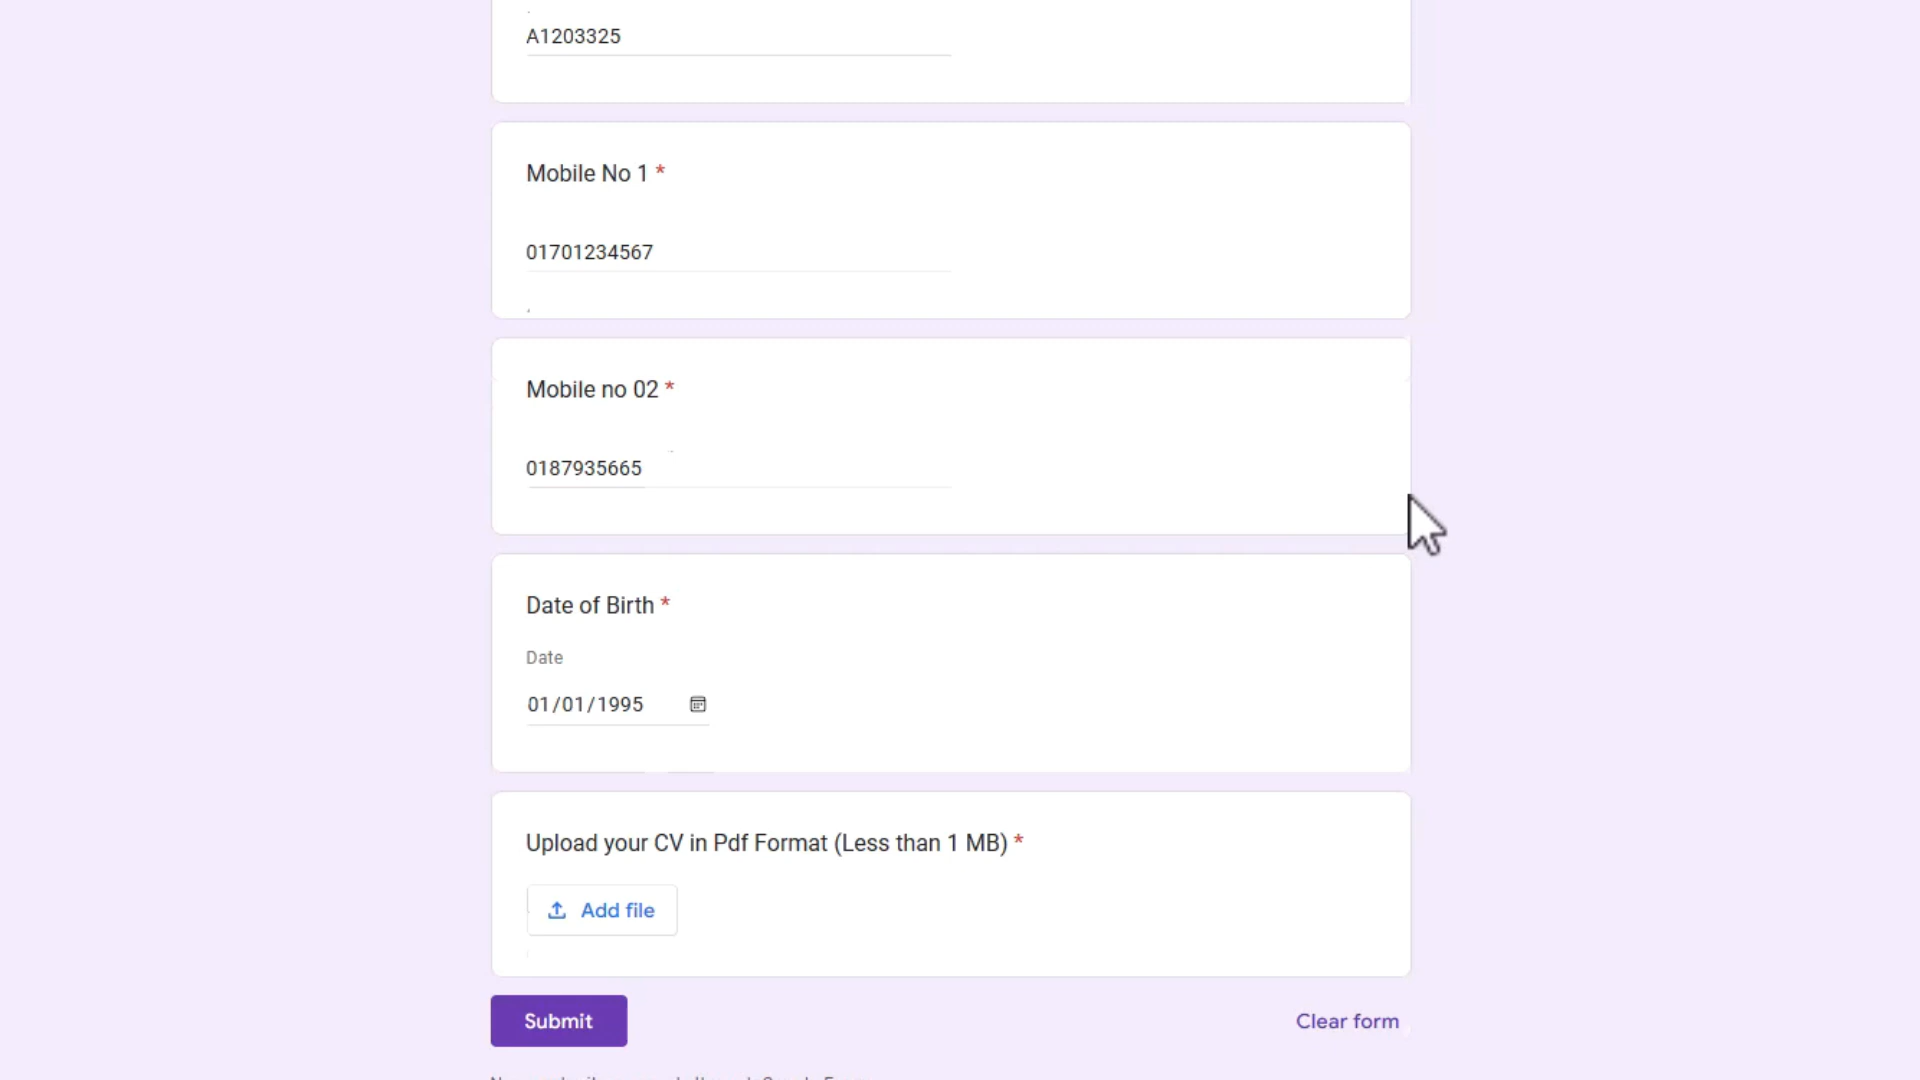 A1203325
Mobile No 1 *
01701234567
Mobile no 02 *
0187935665
Date of Birth *
Date
01/01/1995
Upload your CV in Pdf Format (Less than 1 MB) *
Add file
Submit
Clear form